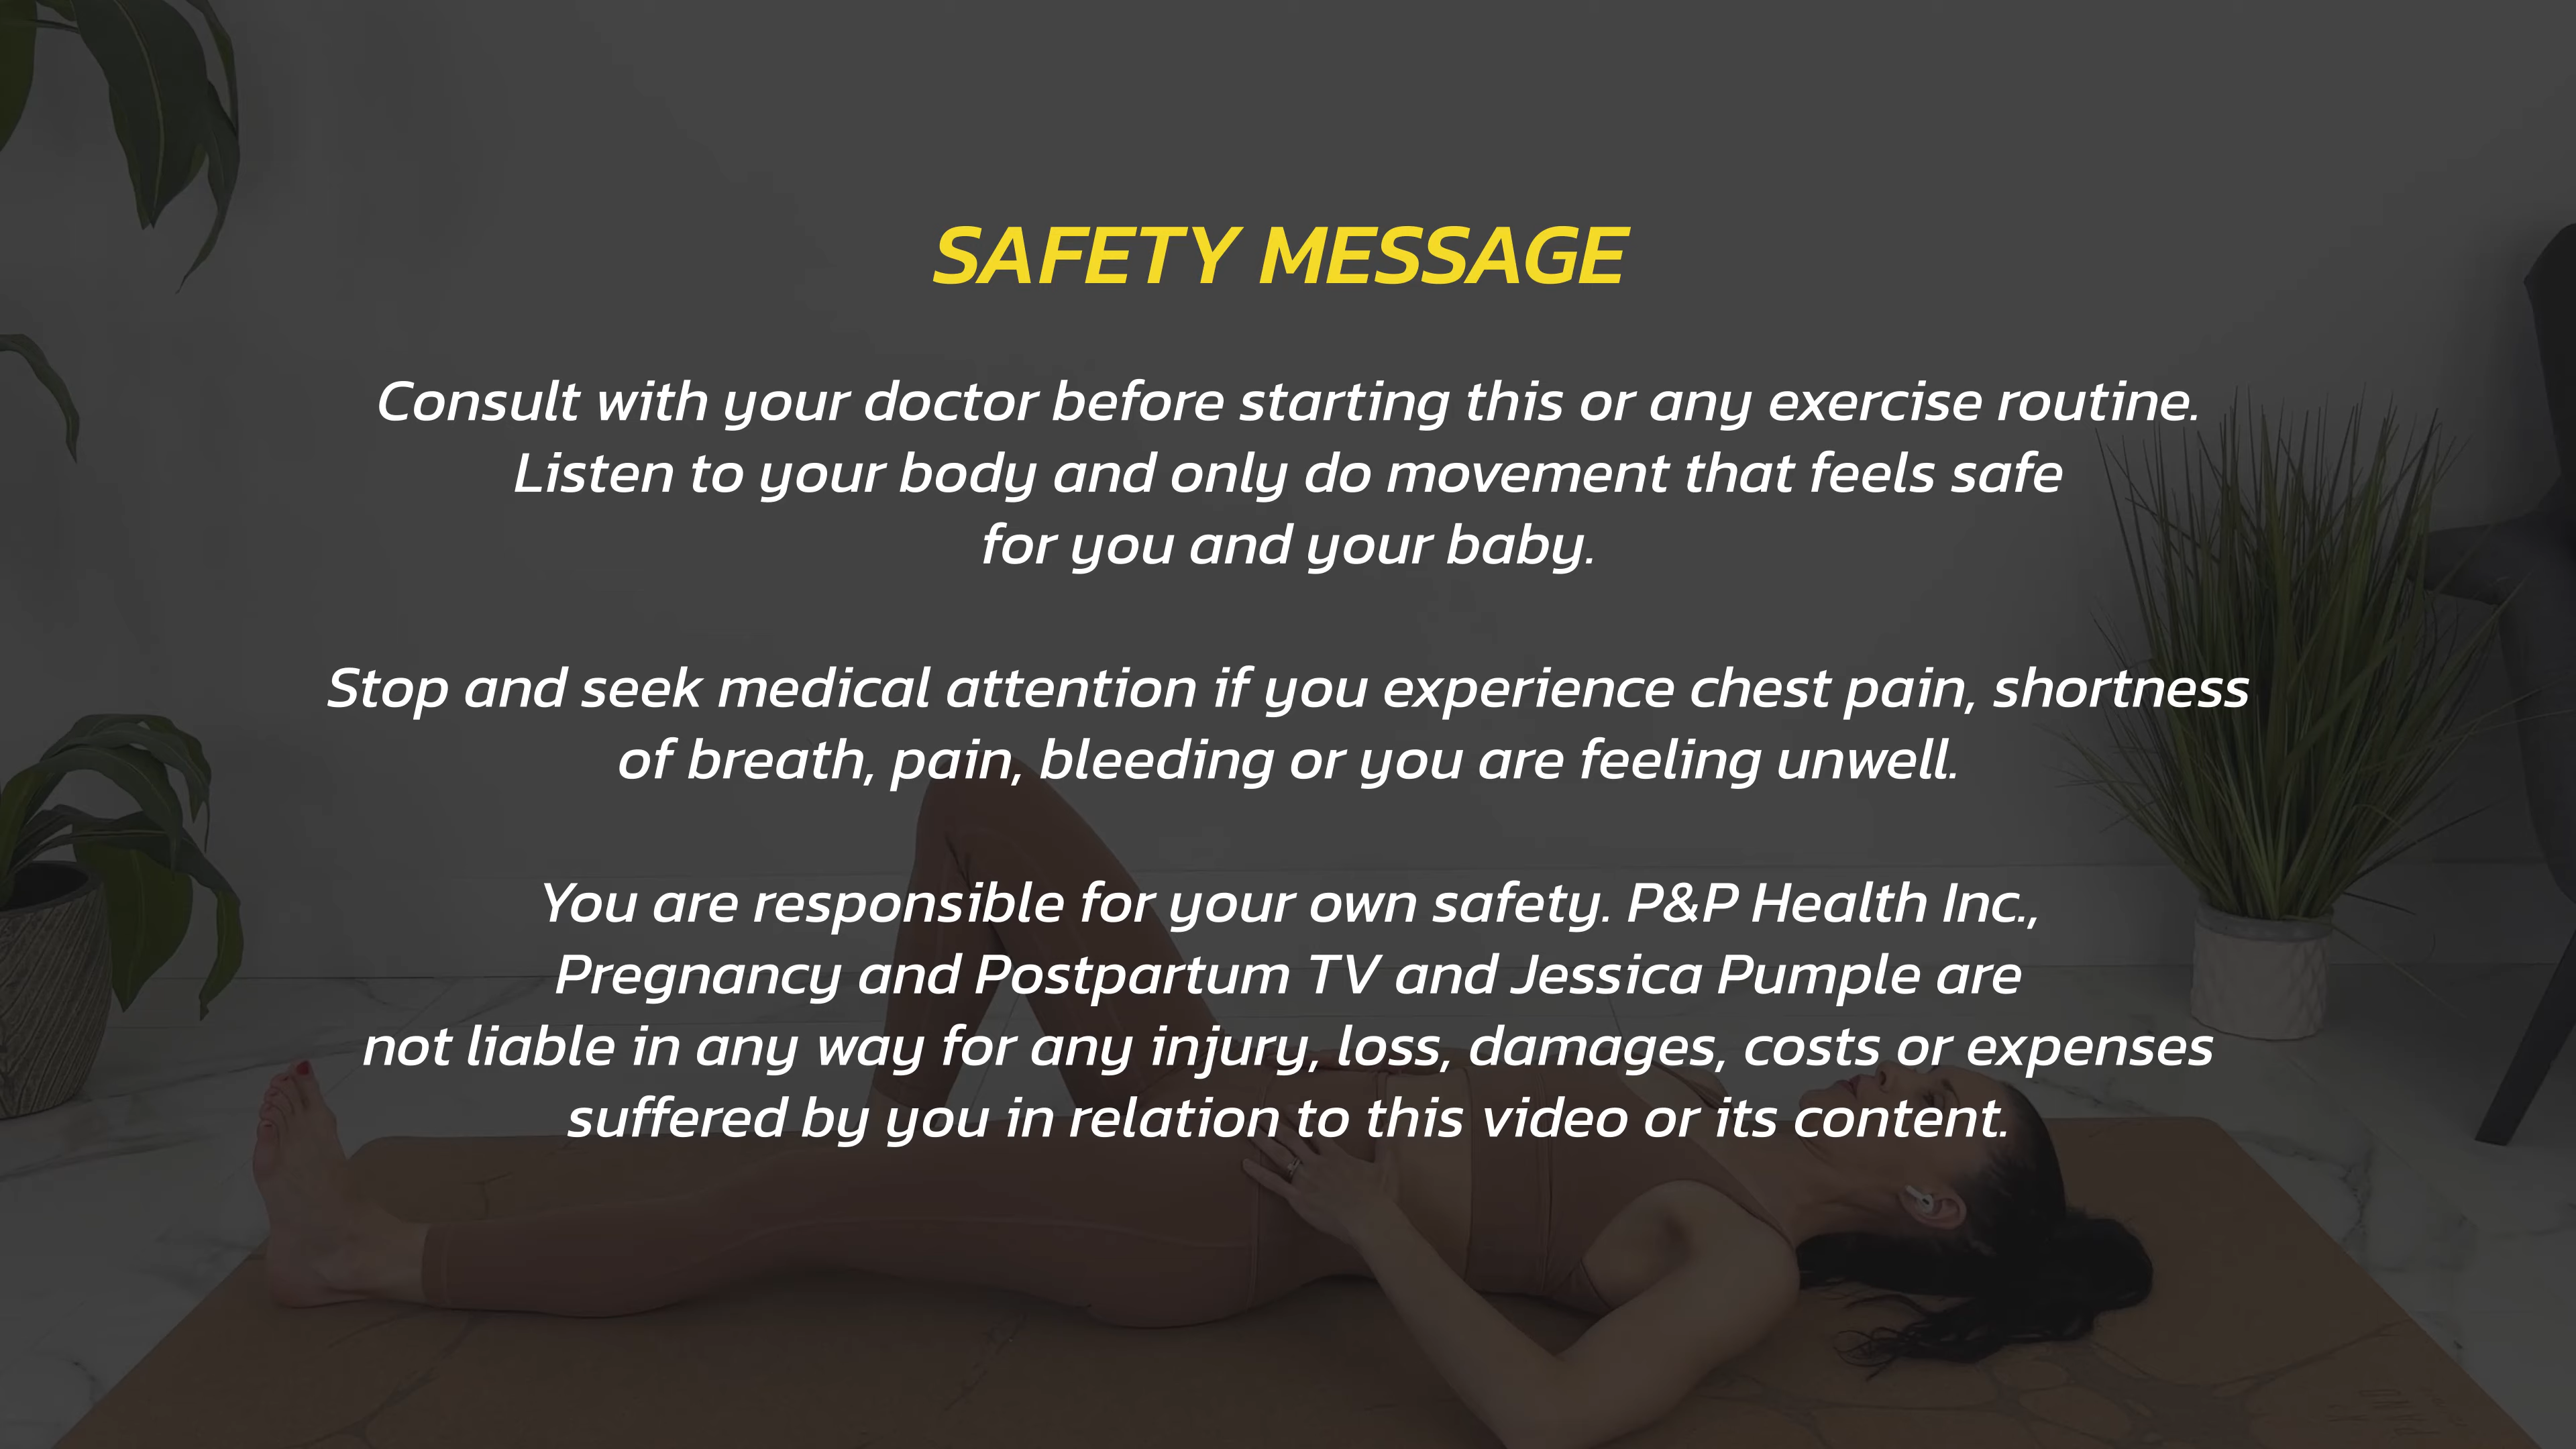 SAFETY MESSAGE
Consult with your doctor before starting this or any exercise routine.
Listen to your body and only do movement that feels safe
for you and your baby.
Stop and seek medical attention if you experience chest pain, shortness
of breath, pain, bleeding or you are feeling unwell.
You are responsible for your own safety. P&P Health Inc.,
Pregnancy and Postpartum TV and Jessica Pumple are
not liable in any way for any injury, loss, damages, costs or expenses
suffered by you in relation to this video or its content.